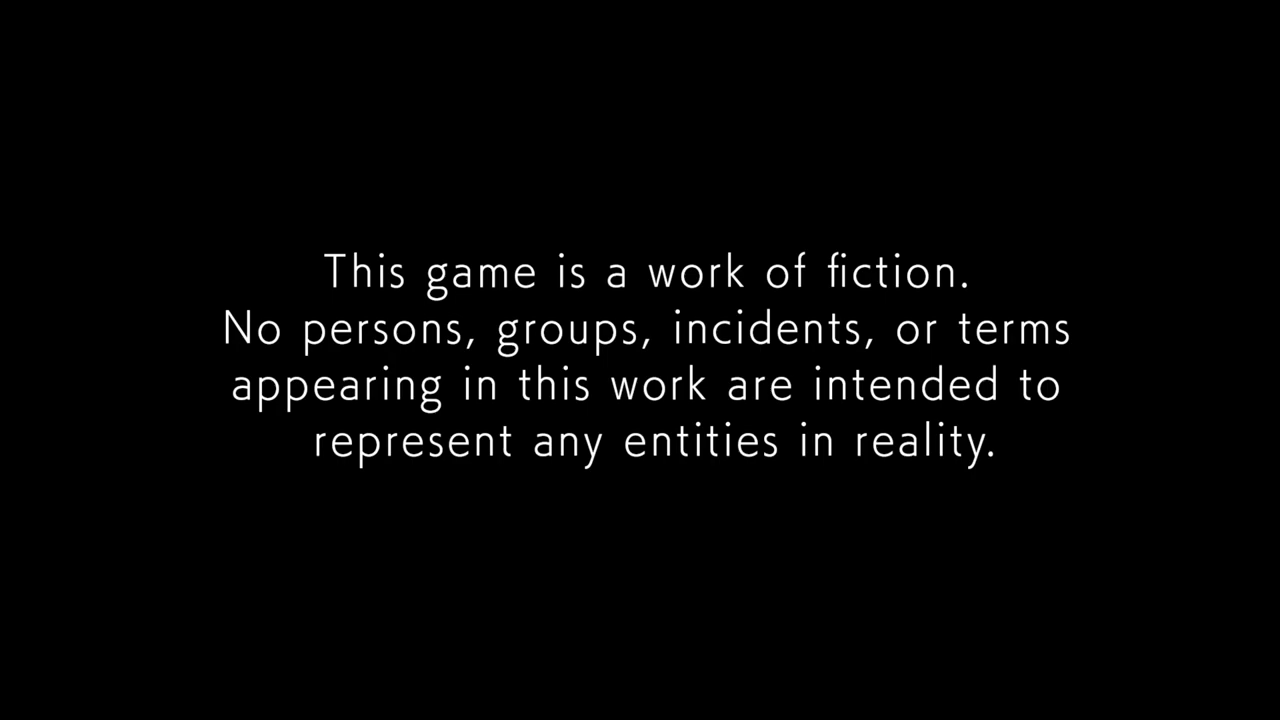 This game is a work of fiction.
No persons, groups, incidents, or terms
appearing in this work are intended to
represent any entities in reality.